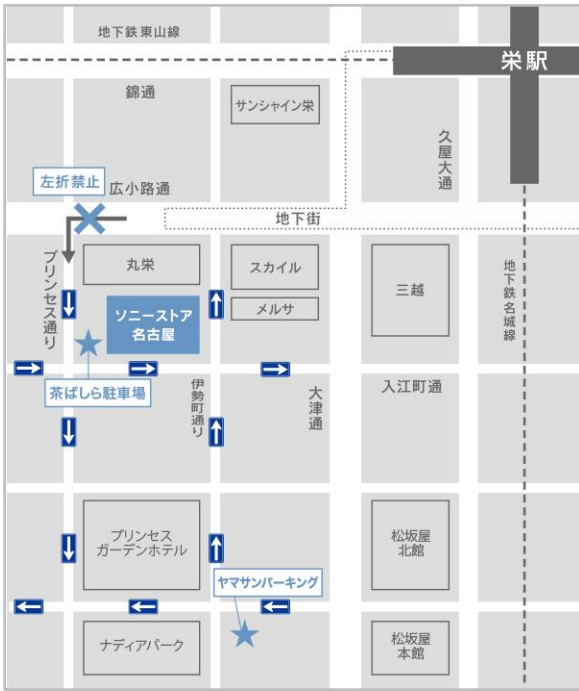 地下鉄東山線
栄駅
錦通
サンシャイン栄
久屋大通
左折禁止
広小路通
地下街
プリンセス通り
丸栄
スカイル
三越
地下鉄名城線
ソニーストア
名古屋
メルサ
茶ばしら駐車場
伊勢町通り
大津通
入江町通
プリンセス
ガーデンホテル
松坂屋
北館
ヤマサンパーキング
ナディアパーク
松坂屋
本館